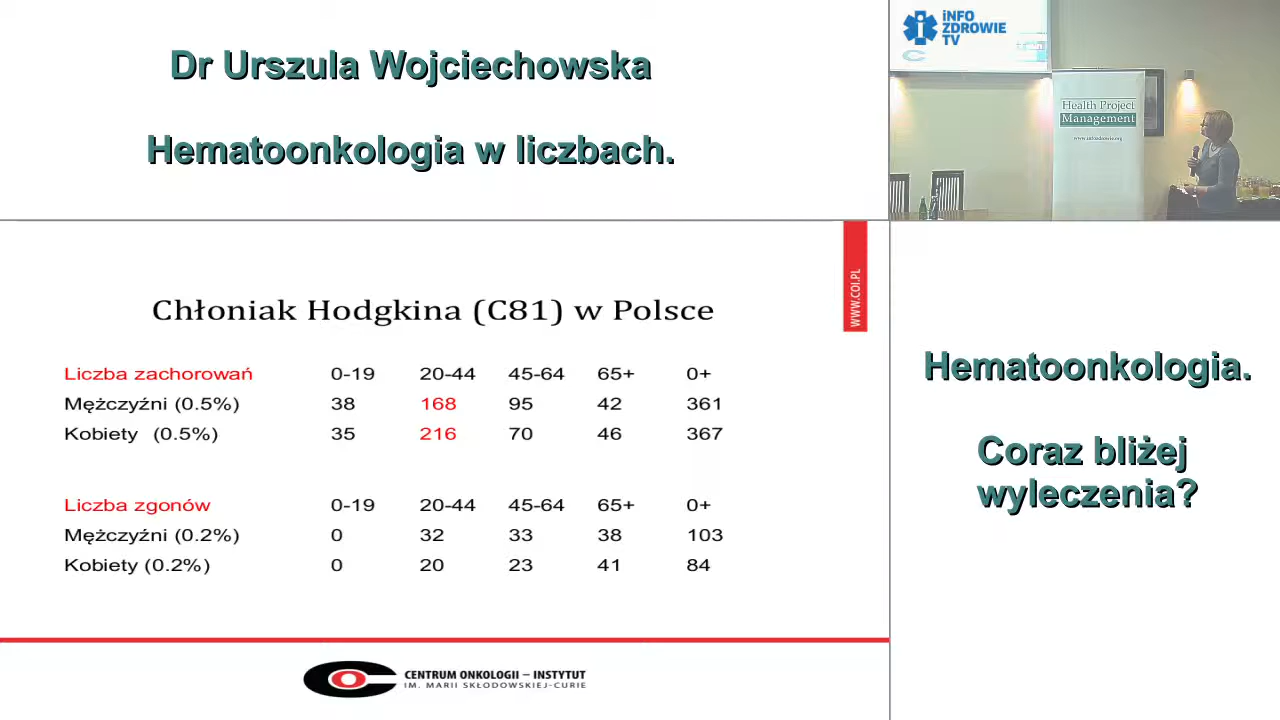 Dr Urszula Wojciechowska
Hematoonkologia w liczbach.
iNFO
ZDROWIE
TV
Health Project
Management
www.infozdrowie.org
WWW.COI.PL
Chłoniak Hodgkina (C81) w Polsce
Liczba zachorowań 0-19 20-44 45-64 65+ 0+
Mężczyźni (0.5%) 38 168 95 42 361
Kobiety (0.5%) 35 216 70 46 367
Liczba zgonów 0-19 20-44 45-64 65+ 0+
Mężczyźni (0.2%) 0 32 33 38 103
Kobiety (0.2%) 0 20 23 41 84
CENTRUM ONKOLOGII – INSTYTUT
IM. MARII SKŁODOWSKIEJ-CURIE
Hematoonkologia.
Coraz bliżej
wyleczenia?